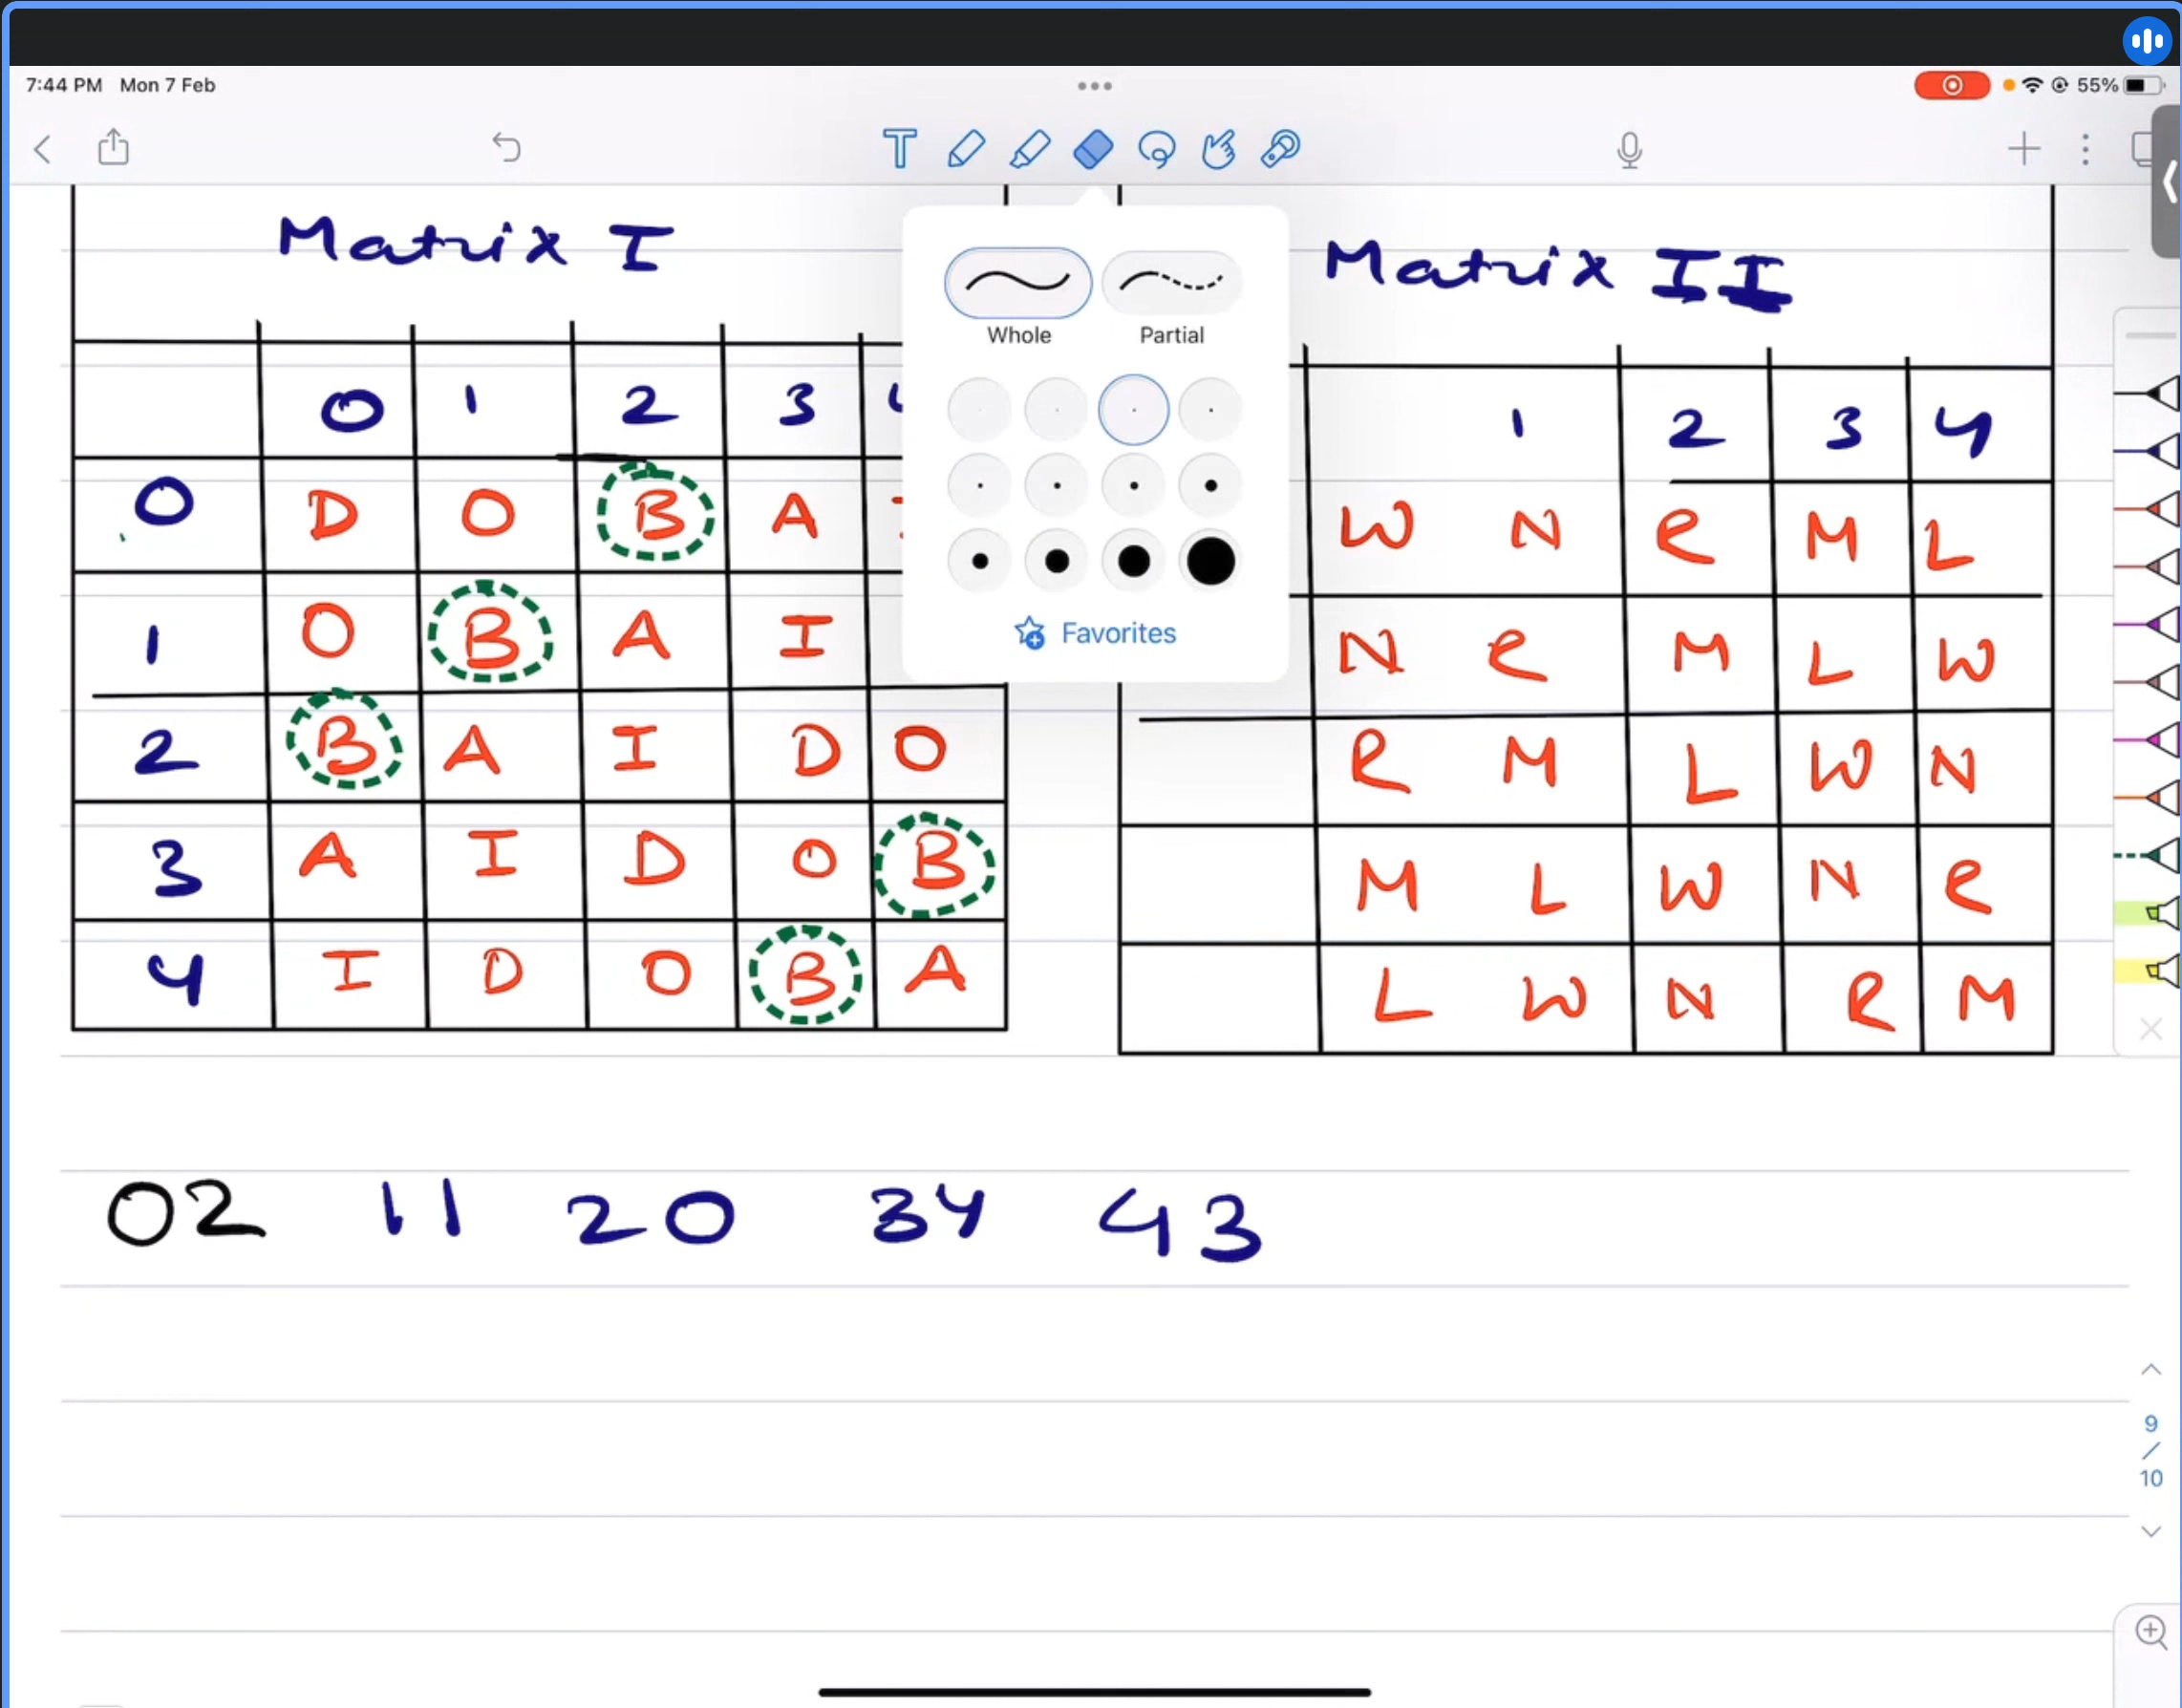 7:44 PM Mon 7 Feb
55%
T
Matrix I
0 1 2 3
0 D O B A
1 O B A I
2 B A I D O
3 A I D O B
4 I D O B A
Whole Partial
Favorites
Matrix II
1 2 3 4
W N R M L
N R M L W
R M L W N
M L W N R
L W N R M
02 11 20 34 43
9
/
10